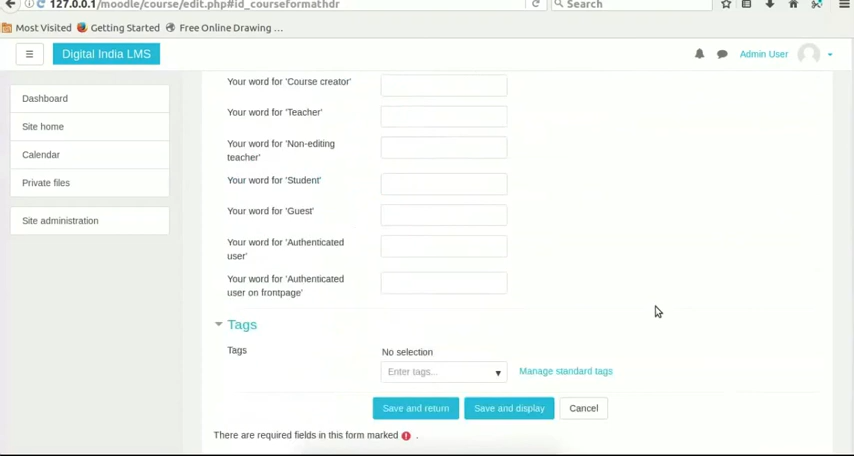 127.0.0.1/moodle/course/edit.php#id_courseformathdr
Search
Most Visited Getting Started Free Online Drawing ...
Digital India LMS
Admin User
Dashboard
Site home
Calendar
Private files
Site administration
Your word for 'Course creator'
Your word for 'Teacher'
Your word for 'Non-editing
teacher'
Your word for 'Student'
Your word for 'Guest'
Your word for 'Authenticated
user'
Your word for 'Authenticated
user on frontpage'
Tags
Tags
No selection
Enter tags...
Manage standard tags
Save and return
Save and display
Cancel
There are required fields in this form marked .